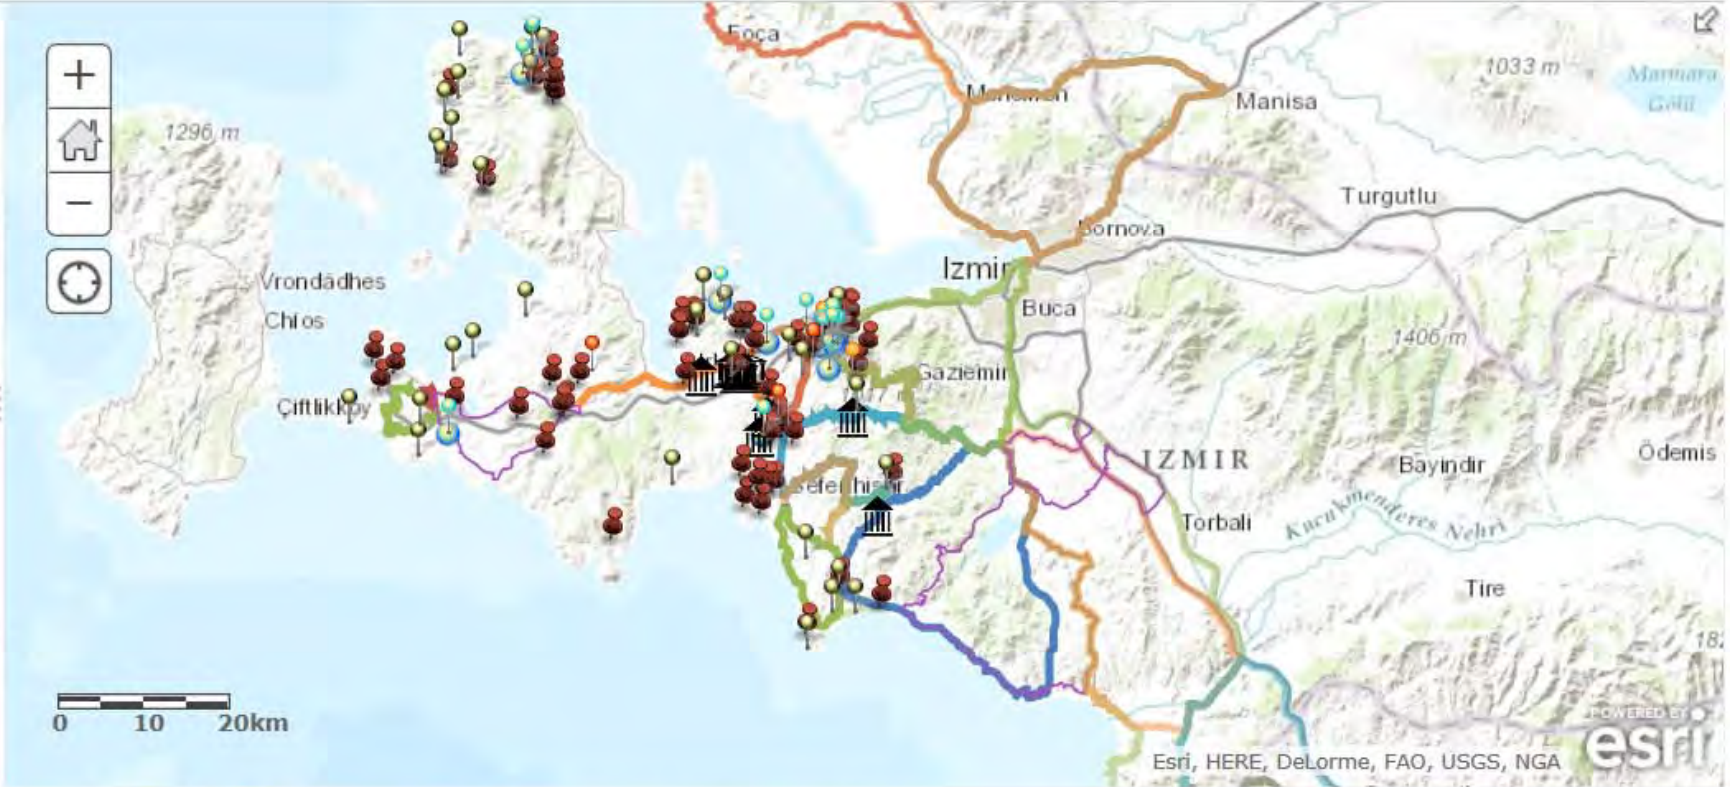 Foça
1033 m
Marmara
Gölü
Manisa
1296 m
Turgutlu
Bornova
Izmir
Vrondádhes
Chios
Buca
1406 m
Gaziemir
Çiftlikköy
IZMIR
Bayindir
Ödemis
Seferihisar
Torbali
Kucukmenderes Nehri
Tire
0 10 20km
POWERED BY
esri
Esri, HERE, DeLorme, FAO, USGS, NGA